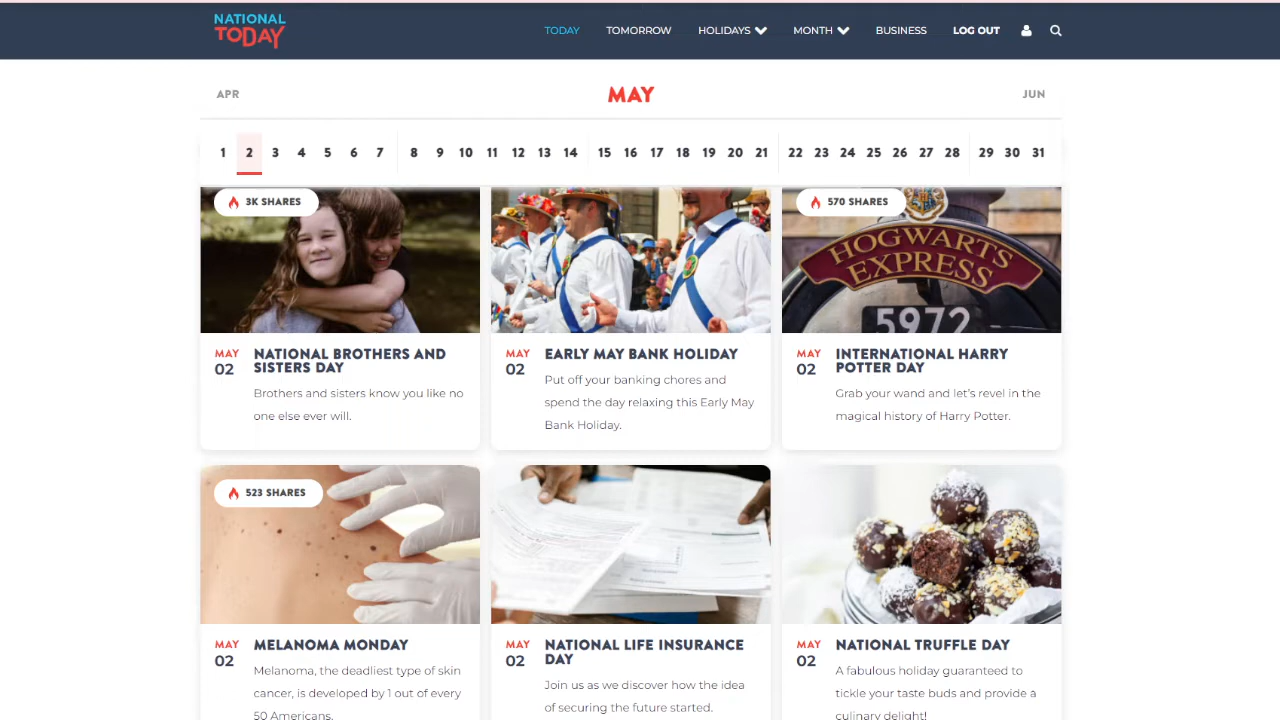 NATIONAL
TODAY
TODAY TOMORROW HOLIDAYS MONTH BUSINESS LOG OUT
APR MAY JUN
1 2 3 4 5 6 7 8 9 10 11 12 13 14 15 16 17 18 19 20 21 22 23 24 25 26 27 28 29 30 31
3K SHARES
MAY
02
NATIONAL BROTHERS AND
SISTERS DAY
Brothers and sisters know you like no
one else ever will.
MAY
02
EARLY MAY BANK HOLIDAY
Put off your banking chores and
spend the day relaxing this Early May
Bank Holiday.
570 SHARES
HOGWARTS
EXPRESS
5972
MAY
02
INTERNATIONAL HARRY
POTTER DAY
Grab your wand and let's revel in the
magical history of Harry Potter.
523 SHARES
MAY
02
MELANOMA MONDAY
Melanoma, the deadliest type of skin
cancer, is developed by 1 out of every
50 Americans.
MAY
02
NATIONAL LIFE INSURANCE
DAY
Join us as we discover how the idea
of securing the future started.
MAY
02
NATIONAL TRUFFLE DAY
A fabulous holiday guaranteed to
tickle your taste buds and provide a
culinary delight!